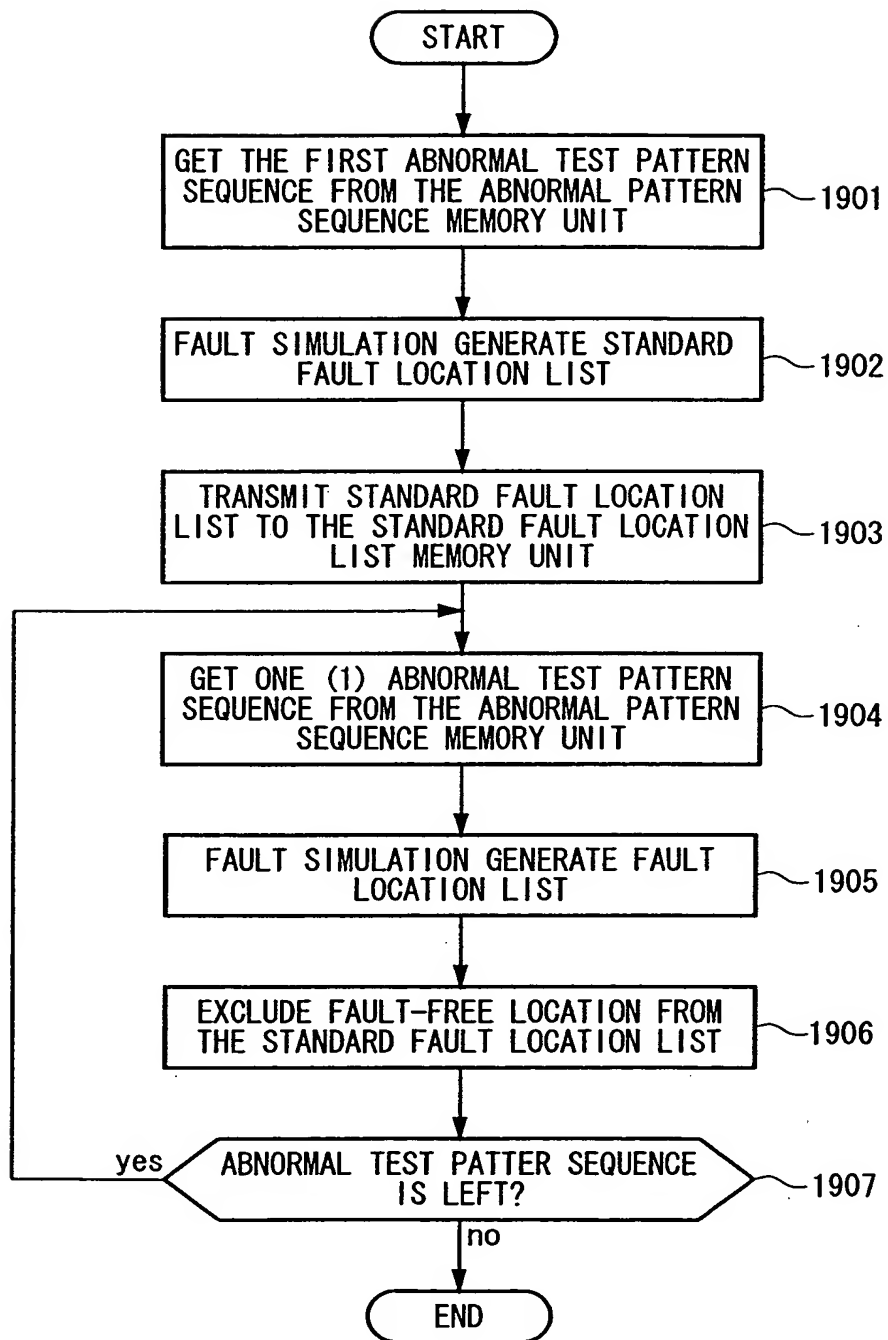 START
GET THE FIRST ABNORMAL TEST PATTERN
SEQUENCE FROM THE ABNORMAL PATTERN
SEQUENCE MEMORY UNIT
1901
FAULT SIMULATION GENERATE STANDARD
FAULT LOCATION LIST
1902
TRANSMIT STANDARD FAULT LOCATION
LIST TO THE STANDARD FAULT LOCATION
LIST MEMORY UNIT
1903
GET ONE (1) ABNORMAL TEST PATTERN
SEQUENCE FROM THE ABNORMAL PATTERN
SEQUENCE MEMORY UNIT
1904
FAULT SIMULATION GENERATE FAULT
LOCATION LIST
1905
EXCLUDE FAULT-FREE LOCATION FROM
THE STANDARD FAULT LOCATION LIST
1906
yes
ABNORMAL TEST PATTER SEQUENCE
IS LEFT?
1907
no
END